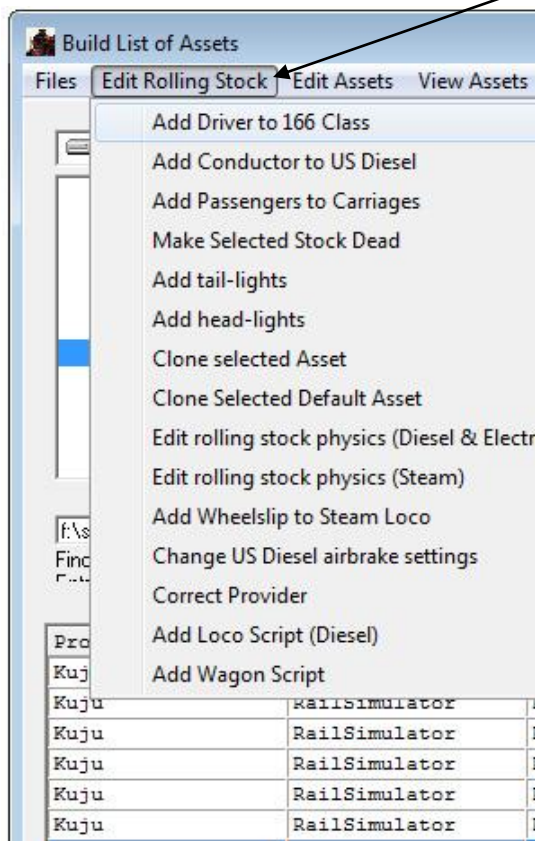 Build List of Assets
Files Edit Rolling Stock Edit Assets View Assets
Add Driver to 166 Class
Add Conductor to US Diesel
Add Passengers to Carriages
Make Selected Stock Dead
Add tail-lights
Add head-lights
Clone selected Asset
Clone Selected Default Asset
Edit rolling stock physics (Diesel & Electr
Edit rolling stock physics (Steam)
Add Wheelslip to Steam Loco
Change US Diesel airbrake settings
Correct Provider
Add Loco Script (Diesel)
Add Wagon Script
f:\s
Finc
Pro
Kuj
Kuju RailSimulator
Kuju RailSimulator
Kuju RailSimulator
Kuju RailSimulator
Kuju RailSimulator